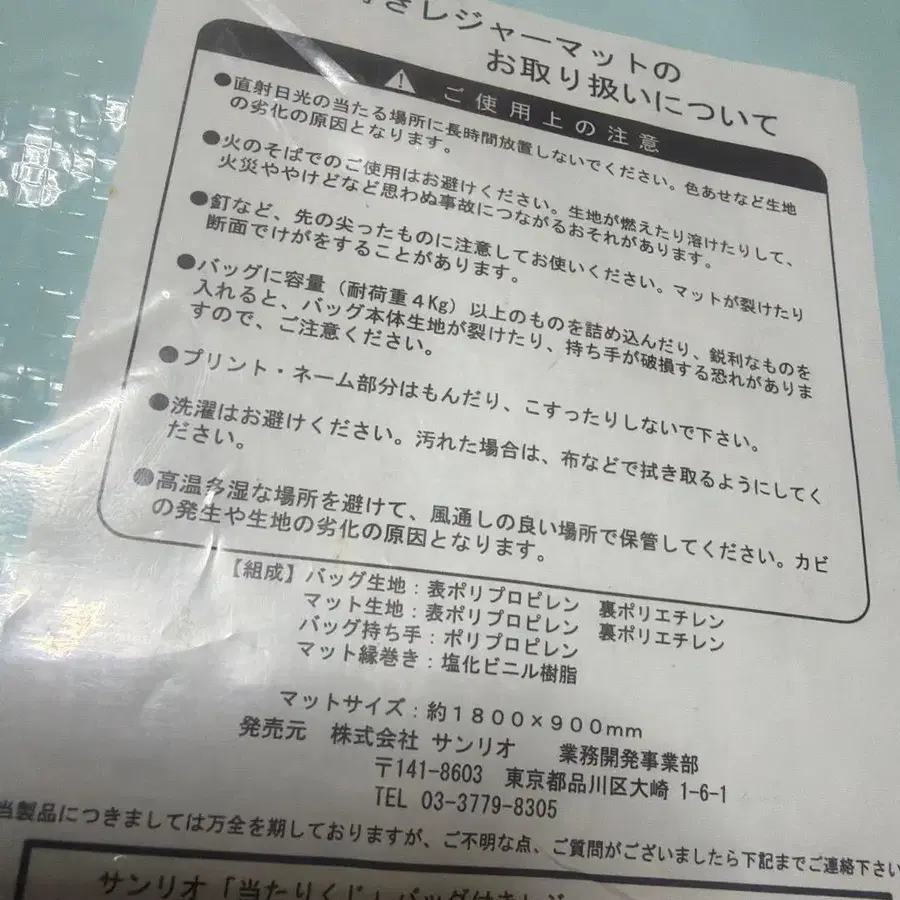 きレジャーマットの
お取り扱いについて
ご使用上の注意
●直射日光の当たる場所に長時間放置しないでください。色あせなど生地
の劣化の原因となります。
●火のそばでのご使用はお避けください。生地が燃えたり溶けたりして、
火災ややけどなど思わぬ事故につながるおそれがあります。
●釘など、先の尖ったものに注意してお使いください。マットが裂けたり
断面でけがをすることがあります。
●バッグに容量（耐荷重４Kg）以上のものを詰め込んだり、鋭利なものを
入れると、バッグ本体生地が裂けたり、持ち手が破損する恐れがありま
すので、ご注意ください。
●プリント・ネーム部分はもんだり、こすったりしないで下さい。
●洗濯はお避けください。汚れた場合は、布などで拭き取るようにしてく
ださい。
●高温多湿な場所を避けて、風通しの良い場所で保管してください。カビ
の発生や生地の劣化の原因となります。
【組成】バッグ生地：表ポリプロピレン 裏ポリエチレン
マット生地：表ポリプロピレン 裏ポリエチレン
バッグ持ち手：ポリプロピレン
マット縁巻き：塩化ビニル樹脂
マットサイズ：約１８００×９００mm
発売元 株式会社 サンリオ 業務開発事業部
〒141-8603 東京都品川区大崎 1-6-1
TEL 03-3779-8305
当製品につきましては万全を期しておりますが、ご不明な点、ご質問がございましたら下記までご連絡下さい
サンリオ「当たりくじ」バッグ付きレジ